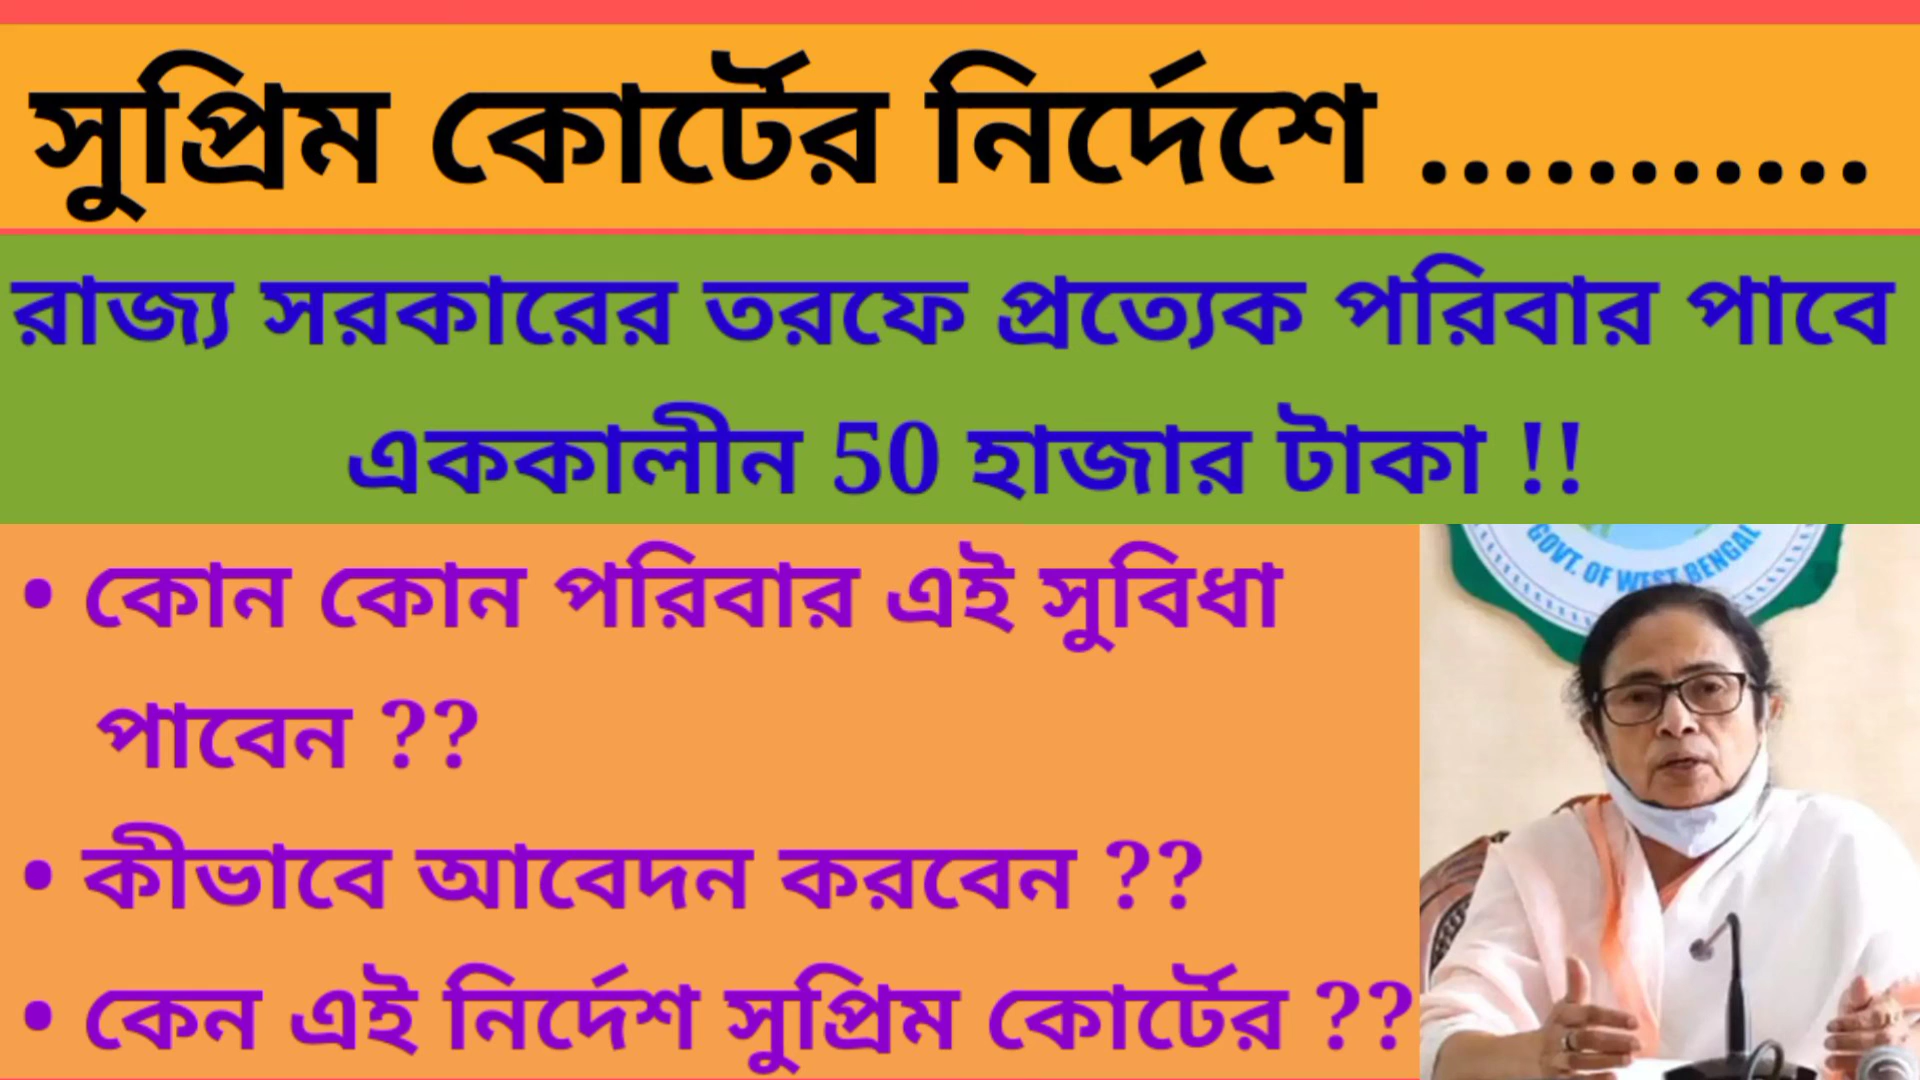 সুপ্রিম কোর্টের নির্দেশে ...........
রাজ্য সরকারের তরফে প্রত্যেক পরিবার পাবে
এককালীন 50 হাজার টাকা !!
• কোন কোন পরিবার এই সুবিধা
পাবেন ??
• কীভাবে আবেদন করবেন ??
• কেন এই নির্দেশ সুপ্রিম কোর্টের ??
GOVT. OF WEST BENGAL